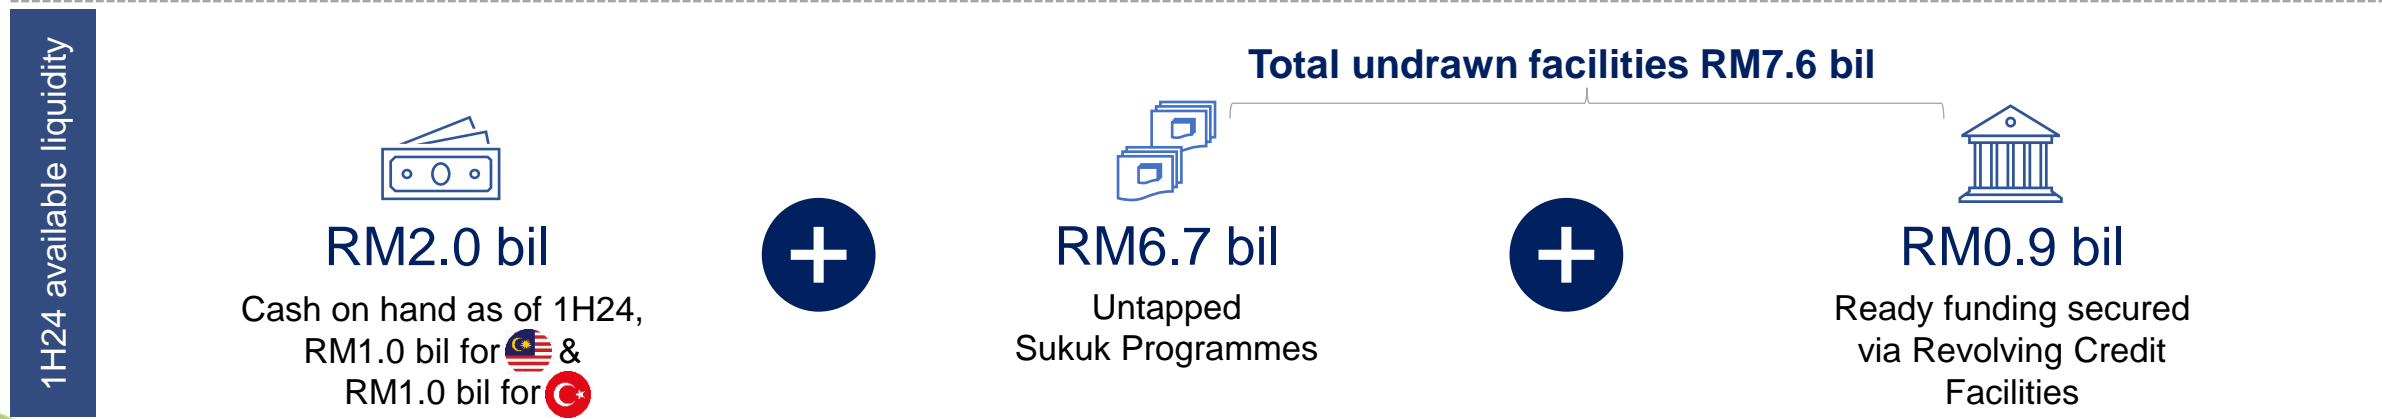 1H24 available liquidity
Total undrawn facilities RM7.6 bil
RM2.0 bil
Cash on hand as of 1H24,
RM1.0 bil for &
RM1.0 bil for
RM6.7 bil
Untapped
Sukuk Programmes
RM0.9 bil
Ready funding secured
via Revolving Credit
Facilities